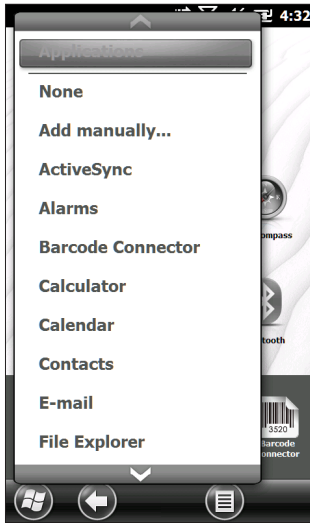 4:32
Applications
None
Add manually...
ActiveSync
Alarms
Barcode Connector
Calculator
Calendar
Contacts
E-mail
File Explorer
ompass
tooth
3520
Barcode
onnector